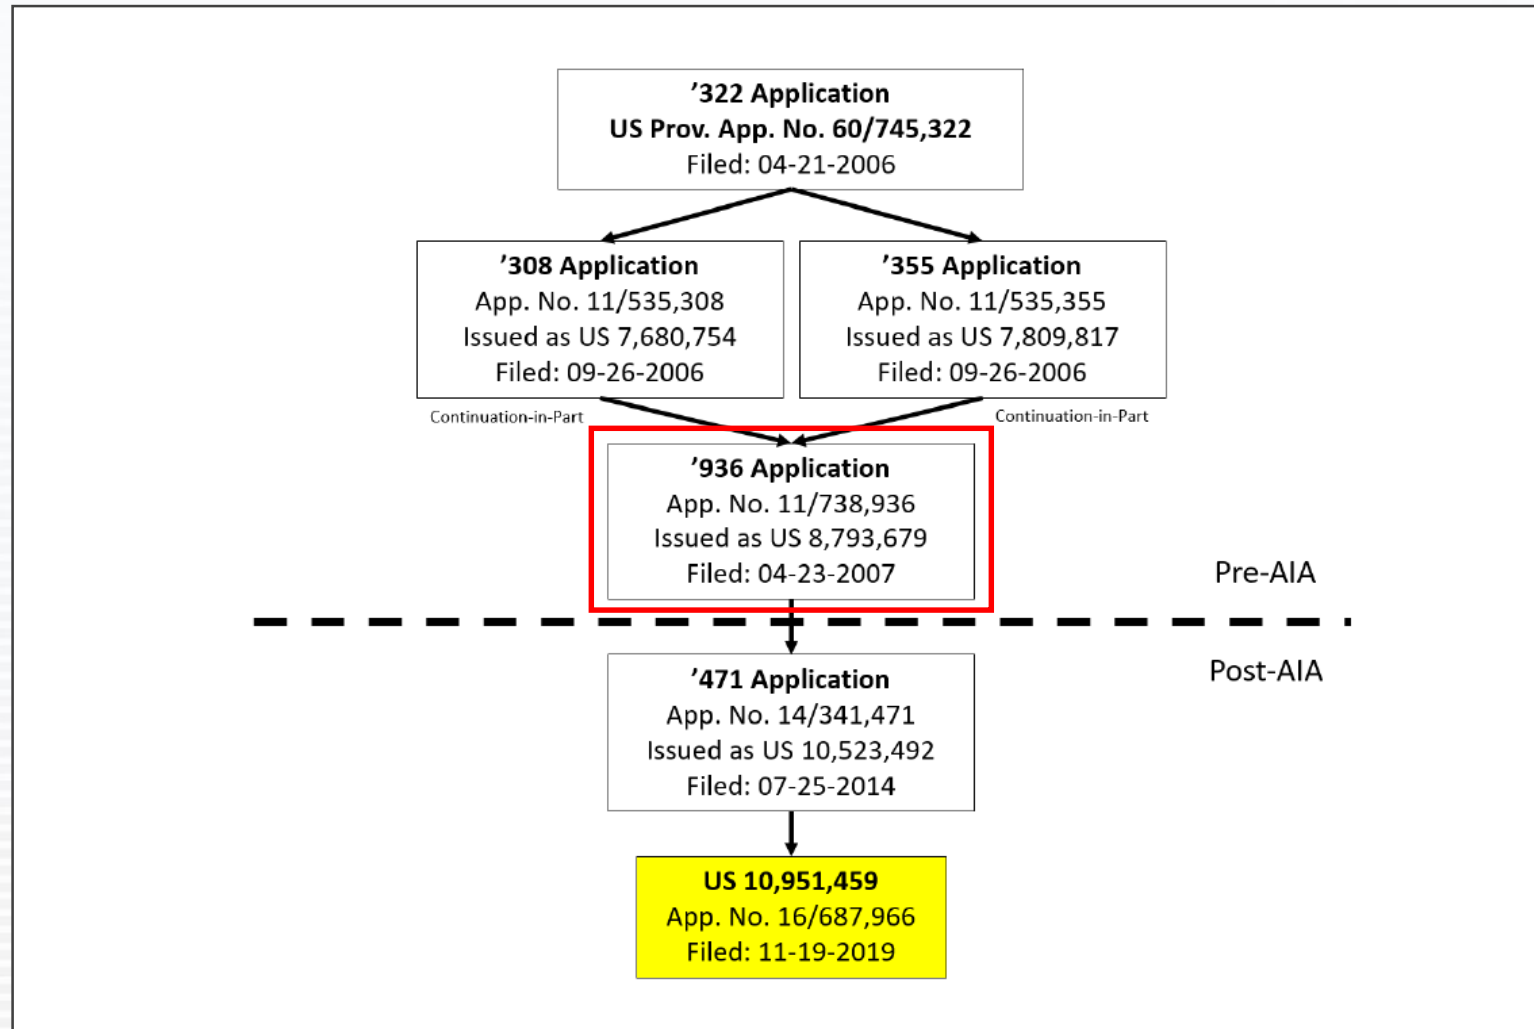 ’322 Application
US Prov. App. No. 60/745,322
Filed: 04-21-2006
’308 Application
App. No. 11/535,308
Issued as US 7,680,754
Filed: 09-26-2006
’355 Application
App. No. 11/535,355
Issued as US 7,809,817
Filed: 09-26-2006
Continuation-in-Part
Continuation-in-Part
’936 Application
App. No. 11/738,936
Issued as US 8,793,679
Filed: 04-23-2007
Pre-AIA
Post-AIA
’471 Application
App. No. 14/341,471
Issued as US 10,523,492
Filed: 07-25-2014
US 10,951,459
App. No. 16/687,966
Filed: 11-19-2019